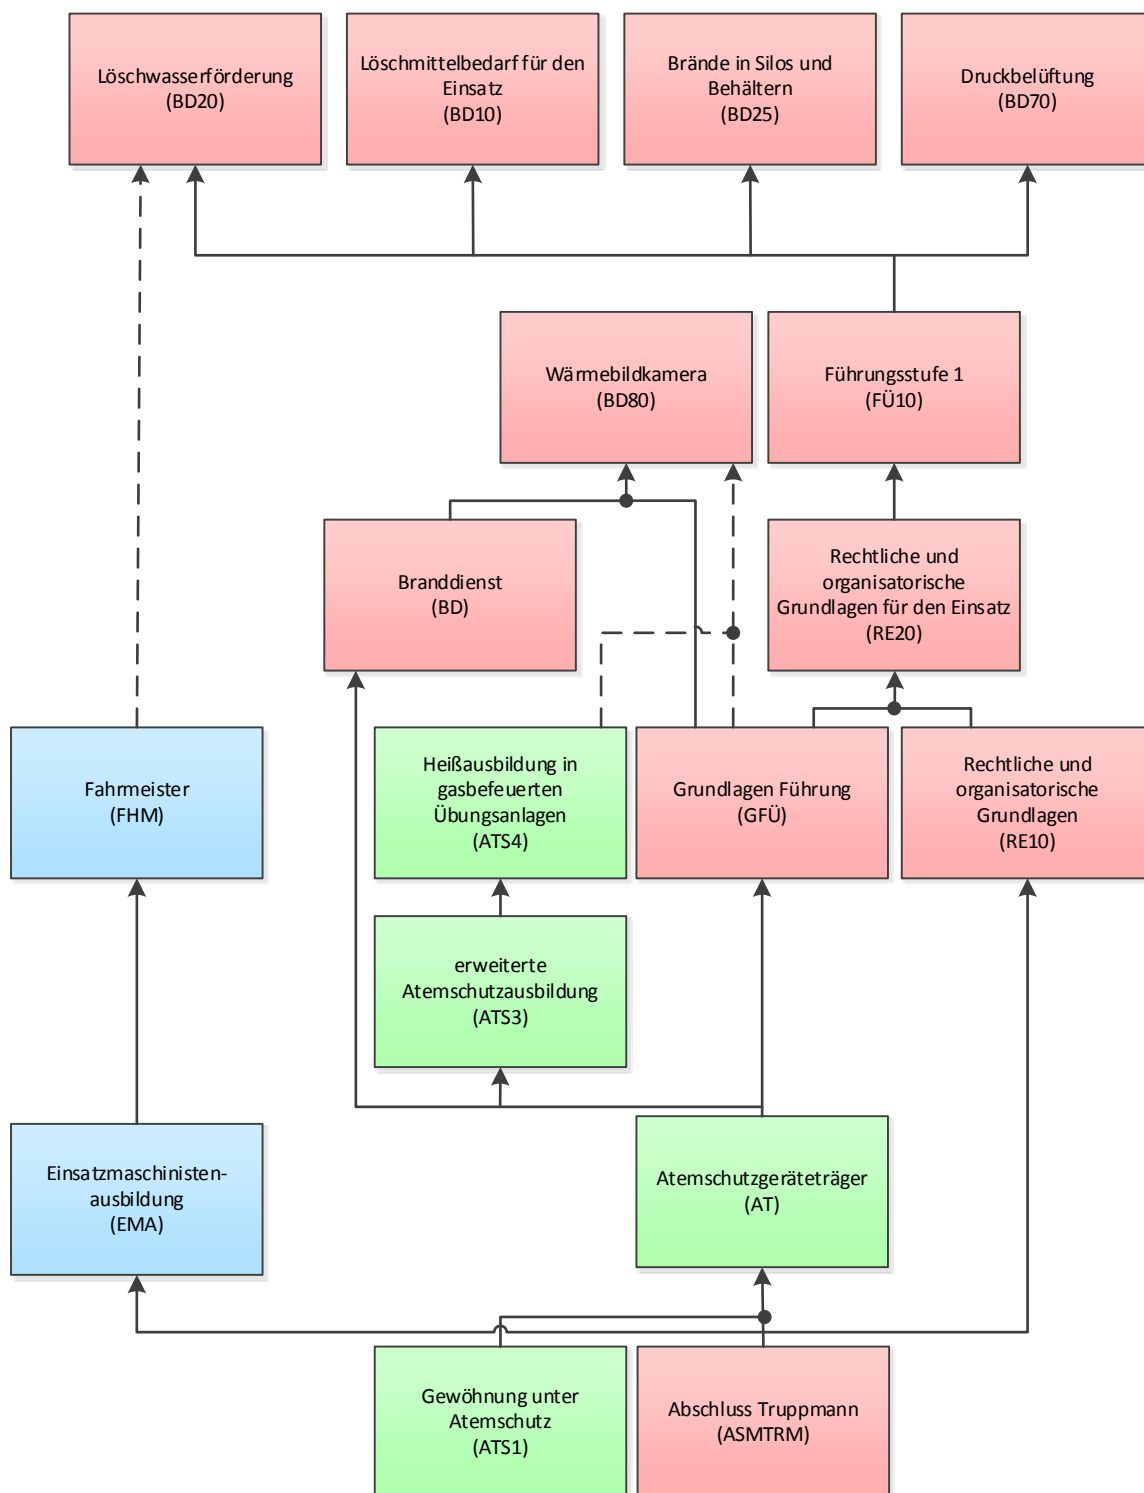 Löschwasserförderung
(BD20)
Löschmittelbedarf für den
Einsatz
(BD10)
Brände in Silos und
Behältern
(BD25)
Druckbelüftung
(BD70)
Wärmebildkamera
(BD80)
Führungsstufe 1
(FÜ10)
Branddienst
(BD)
Rechtliche und
organisatorische
Grundlagen für den Einsatz
(RE20)
Fahrmeister
(FHM)
Heißausbildung in
gasbefeuerten
Übungsanlagen
(ATS4)
Grundlagen Führung
(GFÜ)
Rechtliche und
organisatorische
Grundlagen
(RE10)
erweiterte
Atemschutzausbildung
(ATS3)
Einsatzmaschinisten-
ausbildung
(EMA)
Atemschutzgeräteträger
(AT)
Gewöhnung unter
Atemschutz
(ATS1)
Abschluss Truppmann
(ASMTRM)